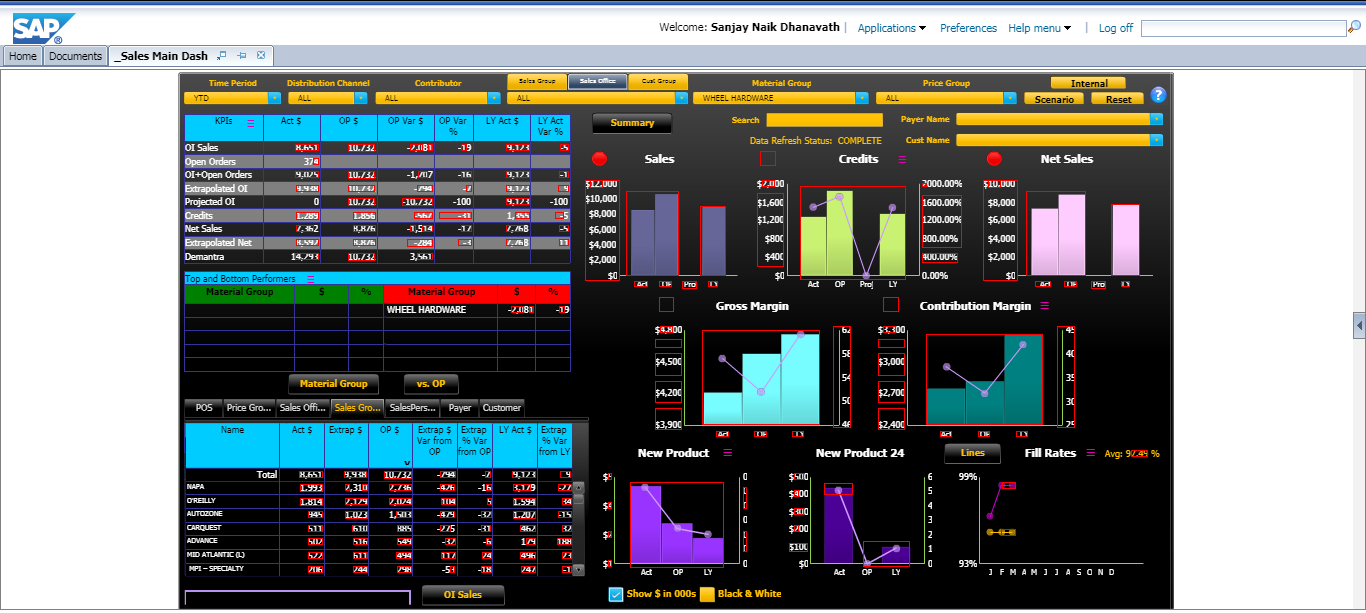 SAP
Welcome: Sanjay Naik Dhanavath | Applications Preferences Help menu | Log off
Home Documents _Sales Main Dash
Time Period Distribution Channel Contributor Sales Group Sales Office Cust Group Material Group Price Group Internal
YTD ALL ALL ALL WHEEL HARDWARE ALL Scenario Reset ?
KPIs Act $ OP $ OP Var $ OP Var % LY Act $ LY Act Var %
OI Sales 8,651 10,732 -2,081 -19 9,123 -5
Open Orders 374
OI+Open Orders 9,025 10,732 -1,707 -16 9,123 -1
Extrapolated OI 9,938 10,732 -794 -7 9,123 9
Projected OI 0 10,732 -10,732 -100 9,123 -100
Credits 1,289 1,856 -567 -31 1,355 -5
Net Sales 7,362 8,876 -1,514 -17 7,768 -5
Extrapolated Net 8,592 8,876 -284 -3 7,768 11
Demantra 14,293 10,732 3,561
Summary Search Payer Name
Data Refresh Status: COMPLETE Cust Name
Sales
$12,000
$10,000
$8,000
$6,000
$4,000
$2,000
$0
Act OP Proj LY
Credits
$2,000 2000.00%
$1,600 1600.00%
$1,200 1200.00%
$800 800.00%
$400 400.00%
$0 0.00%
Act OP Proj LY
Net Sales
$10,000
$8,000
$6,000
$4,000
$2,000
$0
Act OP Proj LY
Top and Bottom Performers
Material Group $ % Material Group $ %
WHEEL HARDWARE -2,081 -19
Material Group vs. OP
Gross Margin
$4,800 62
58
$4,500 54
$4,200 50
$3,900 46
Act OP LY
Contribution Margin
$3,300 45
$3,000 40
35
$2,700 30
$2,400 25
Act OP LY
POS Price Gro... Sales Offi... Sales Gro... SalesPers... Payer Customer
Name Act $ Extrap $ OP $ Extrap $ Var from OP Extrap % Var from OP LY Act $ Extrap % Var from LY
Total 8,651 9,938 10,732 -794 -7 9,123 9
NAPA 1,993 2,310 2,736 -426 -16 3,179 -27
O'REILLY 1,814 2,129 2,024 104 5 1,594 34
AUTOZONE 945 1,023 1,503 -479 -32 1,207 -15
CARQUEST 511 610 885 -275 -31 462 32
ADVANCE 502 516 549 -32 -6 179 188
MID ATLANTIC (L) 522 611 494 117 24 496 23
MPI – SPECIALTY 206 244 298 -53 -18 247 -1
OI Sales
New Product
Act OP LY
New Product 24
$500 6
$400 5
$300 4
3
$200 2
$100 1
$0 0
Act OP LY
Lines Fill Rates Avg: 97.49 %
99%
93%
J F M A M J J A S O N D
Show $ in 000s Black & White